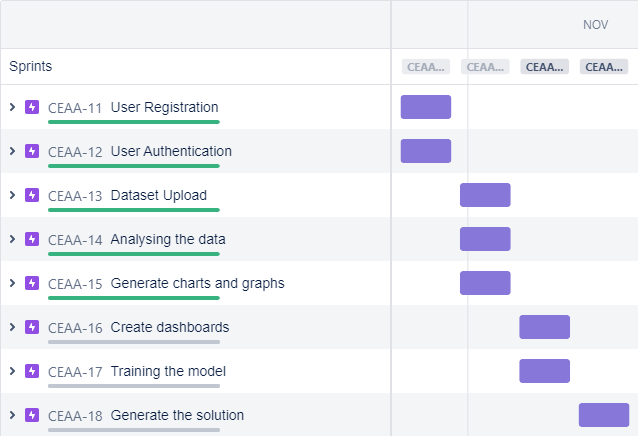 NOV
Sprints CEAA... CEAA... CEAA... CEAA...
CEAA-11 User Registration
CEAA-12 User Authentication
CEAA-13 Dataset Upload
CEAA-14 Analysing the data
CEAA-15 Generate charts and graphs
CEAA-16 Create dashboards
CEAA-17 Training the model
CEAA-18 Generate the solution